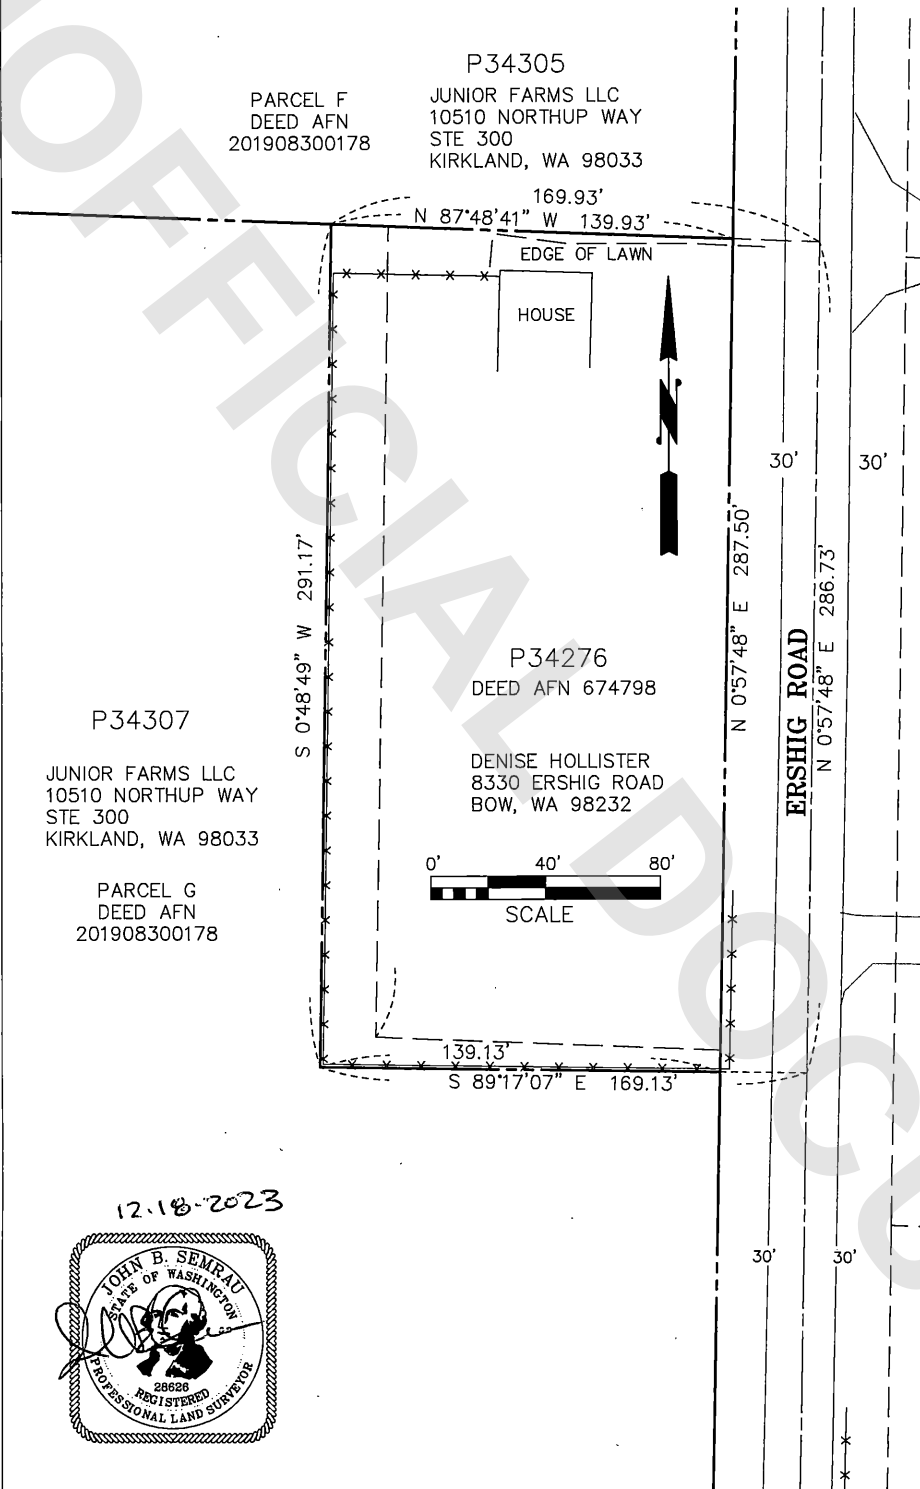 P34305
JUNIOR FARMS LLC
10510 NORTHUP WAY
STE 300
KIRKLAND, WA 98033
PARCEL F
DEED AFN
201908300178
169.93'
N 87°48'41" W 139.93'
EDGE OF LAWN
HOUSE
N
30'
30'
S 0°48'49" W 291.17'
N 0°57'48" E 287.50'
ERSHIG ROAD
N 0°57'48" E 286.73'
P34276
DEED AFN 674798
DENISE HOLLISTER
8330 ERSHIG ROAD
BOW, WA 98232
P34307
JUNIOR FARMS LLC
10510 NORTHUP WAY
STE 300
KIRKLAND, WA 98033
PARCEL G
DEED AFN
201908300178
0' 40' 80'
SCALE
139.13'
S 89°17'07" E 169.13'
30'
30'
12-18-2023
JOHN B. SEMRAU
STATE OF WASHINGTON
28626
REGISTERED
PROFESSIONAL LAND SURVEYOR
OFFICIAL DOCU